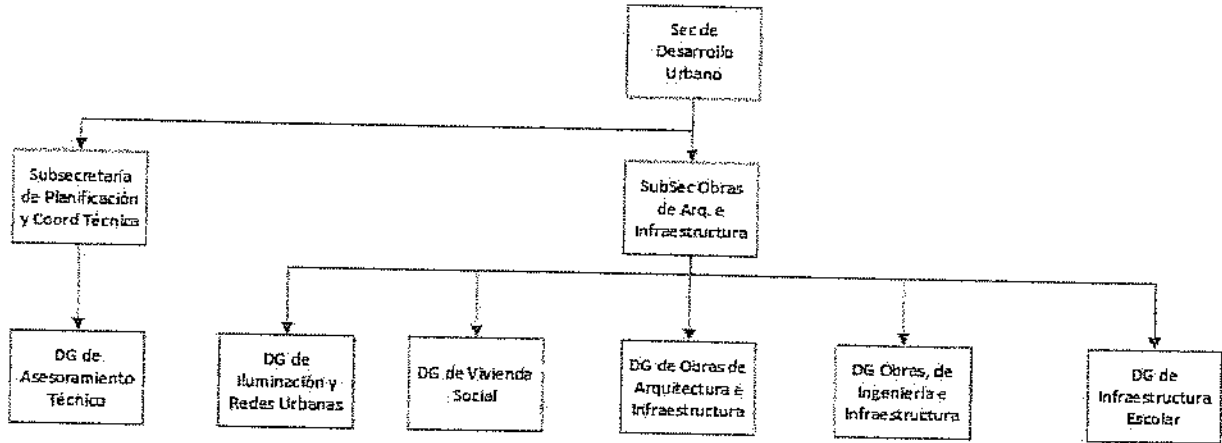 Sec de
Desarrollo
Urbano
Subsecretaría
de Planificación
y Coord Técnica
SubSec Obras
de Arq. e
Infraestructura
DG de
Asesoramiento
Técnico
DG de
Iluminación y
Redes Urbanas
DG de Vivienda
Social
DG de Obras de
Arquitectura e
Infraestructura
DG Obras, de
Ingeniería e
Infraestructura
DG de
Infraestructura
Escolar